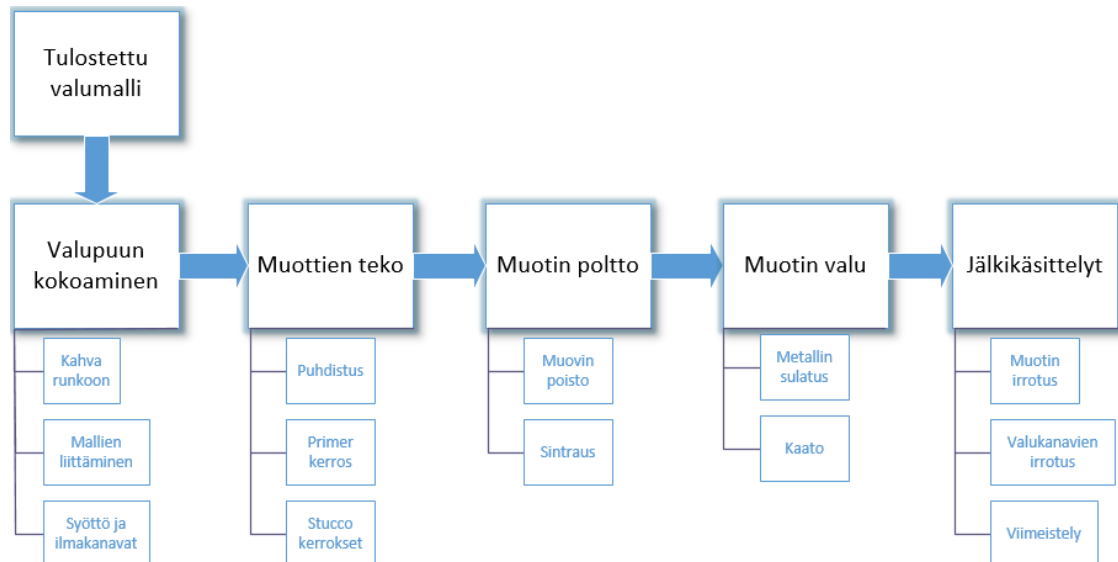 Tulostettu
valumalli
Valupuun
kokoaminen
Muottien teko
Muotin poltto
Muotin valu
Jälkikäsittelyt
Kahva
runkoon
Mallien
liittäminen
Syöttö ja
ilmakanavat
Puhdistus
Primer
kerros
Stucco
kerrokset
Muovin
poisto
Sintraus
Metallin
sulatus
Kaato
Muotin
irrotus
Valukanavien
irrotus
Viimeistely